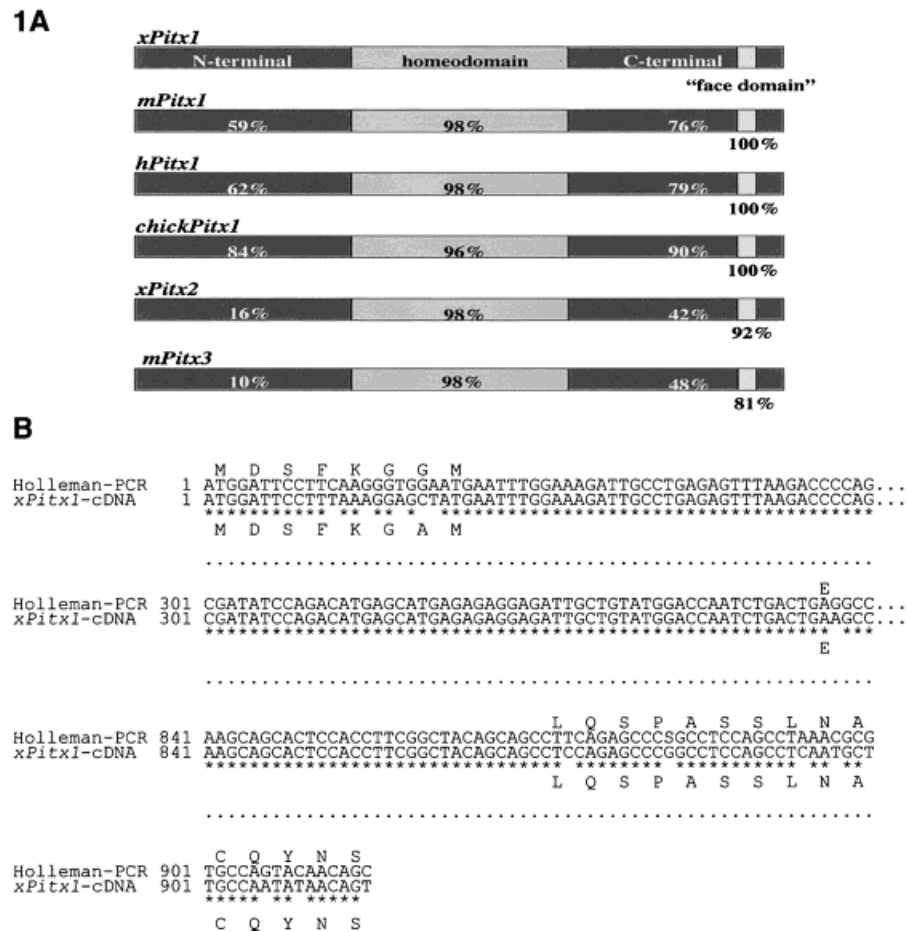 1A
xPitx1
N-terminal homeodomain C-terminal
"face domain"
mPitx1
59% 98% 76%
100%
hPitx1
62% 98% 79%
100%
chickPitx1
84% 96% 90%
100%
xPitx2
16% 98% 42%
92%
mPitx3
10% 98% 48%
81%
B
M D S F K G G M
Holleman-PCR 1 ATGGATTCCTTCAAGGGTGGAATGAATTTGGAAAGATTGCCTGAGAGTTTAAGACCCCAG...
xPitx1-cDNA 1 ATGGATTCCTTTAAAGGAGCTATGAATTTGGAAAGATTGCCTGAGAGTTTAAGACCCCAG...
*********** ** ** * ***************************************
M D S F K G A M
............................................................
E
Holleman-PCR 301 CGATATCCAGACATGAGCATGAGAGAGGAGATTGCTGTATGGACCAATCTGACTGAGGCC...
xPitx1-cDNA 301 CGATATCCAGACATGAGCATGAGAGAGGAGATTGCTGTATGGACCAATCTGACTGAAGCC...
******************************************************** ***
E
............................................................
L Q S P A S S L N A
Holleman-PCR 841 AAGCAGCACTCCACCTTCGGCTACAGCAGCCTTCAGAGCCCSGCCTCCAGCCTAAACGCG
xPitx1-cDNA 841 AAGCAGCACTCCACCTTCGGCTACAGCAGCCTCCAGAGCCCGGCCTCCAGCCTCAATGCT
******************************** ******** *********** ** **
L Q S P A S S L N A
............................................................
C Q Y N S
Holleman-PCR 901 TGCCAGTACAACAGC
xPitx1-cDNA 901 TGCCAATATAACAGT
***** ** *****
C Q Y N S